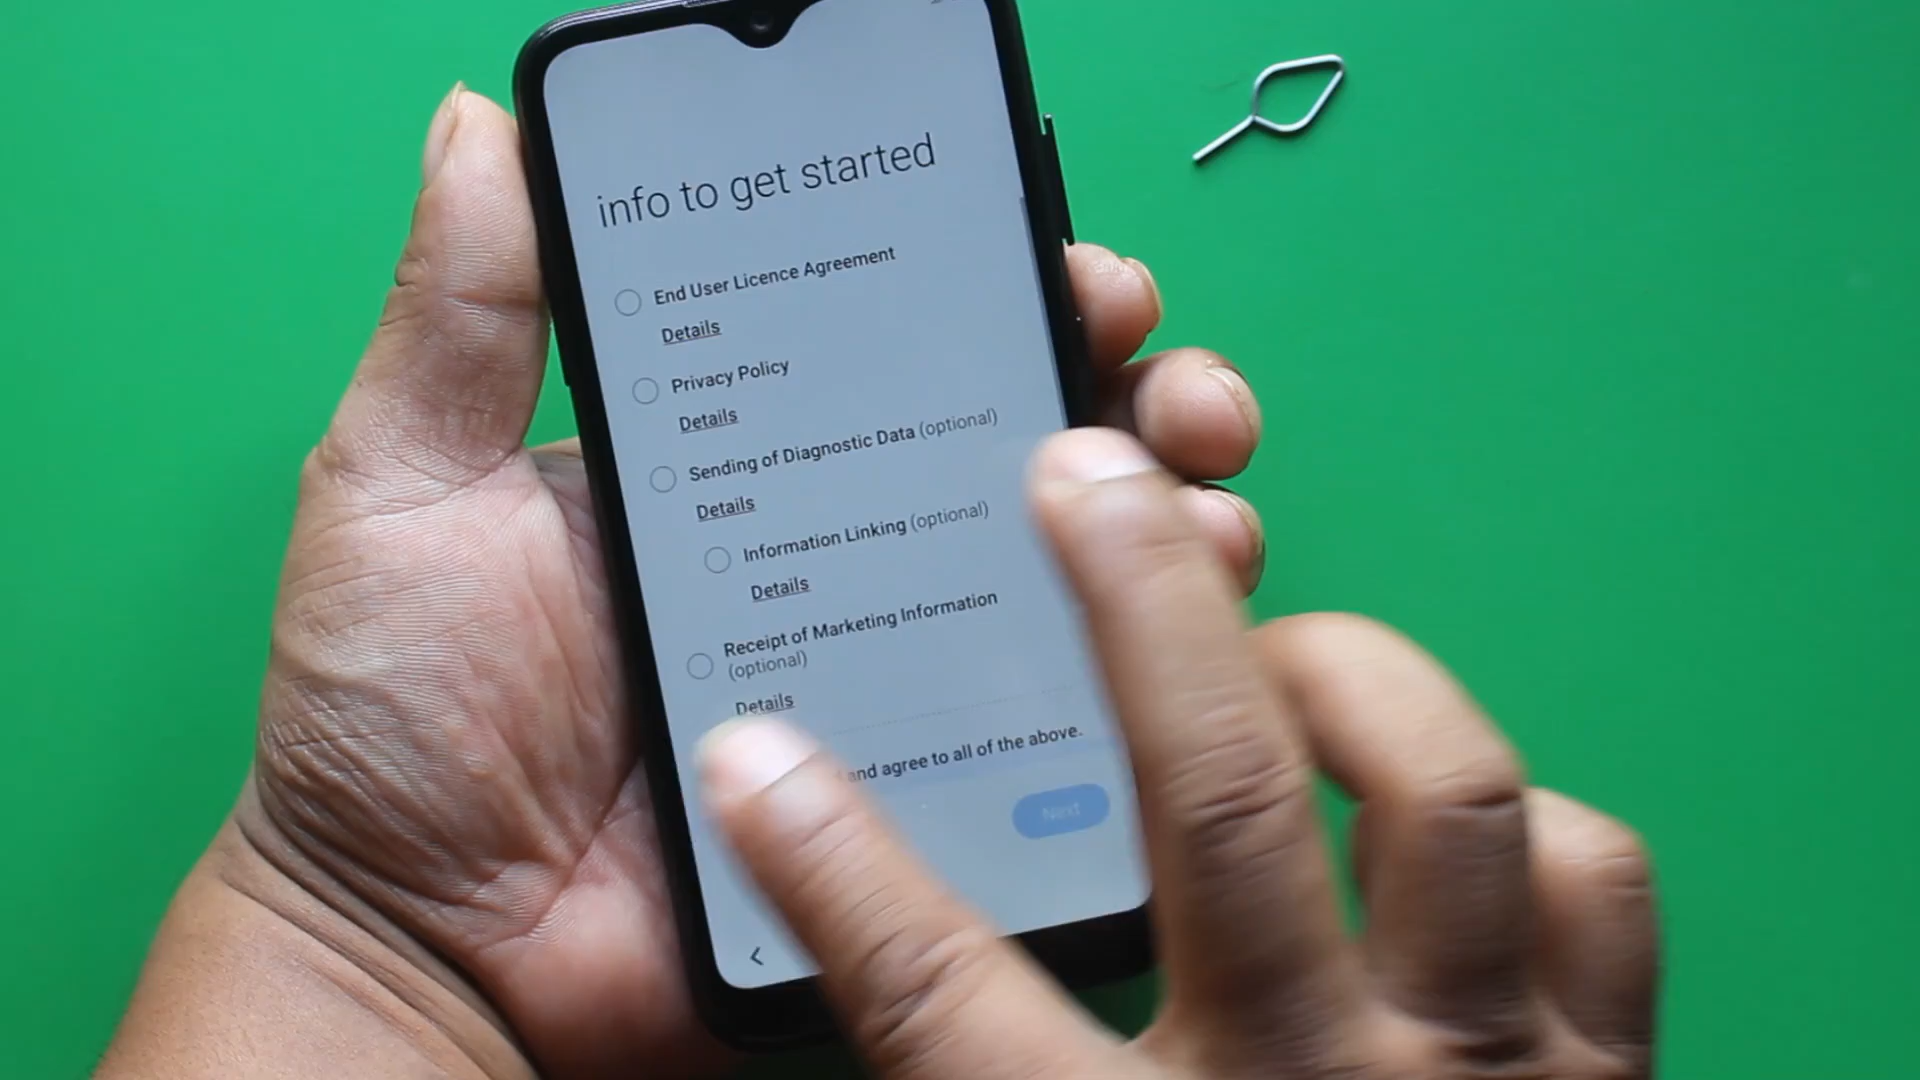 info to get started
End User Licence Agreement
Details
Privacy Policy
Details
Sending of Diagnostic Data (optional)
Details
Information Linking (optional)
Details
Receipt of Marketing Information
(optional)
Details
and agree to all of the above.
Next